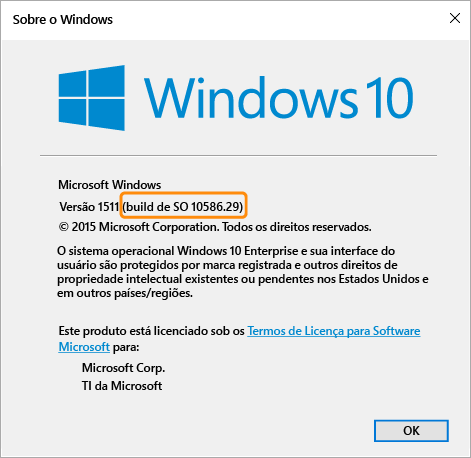 Sobre o Windows
Windows 10
Microsoft Windows
Versão 1511 (build de SO 10586.29)
© 2015 Microsoft Corporation. Todos os direitos reservados.
O sistema operacional Windows 10 Enterprise e sua interface do
usuário são protegidos por marca registrada e outros direitos de
propriedade intelectual existentes ou pendentes nos Estados Unidos e
em outros países/regiões.
Este produto está licenciado sob os Termos de Licença para Software
Microsoft para:
Microsoft Corp.
TI da Microsoft
OK